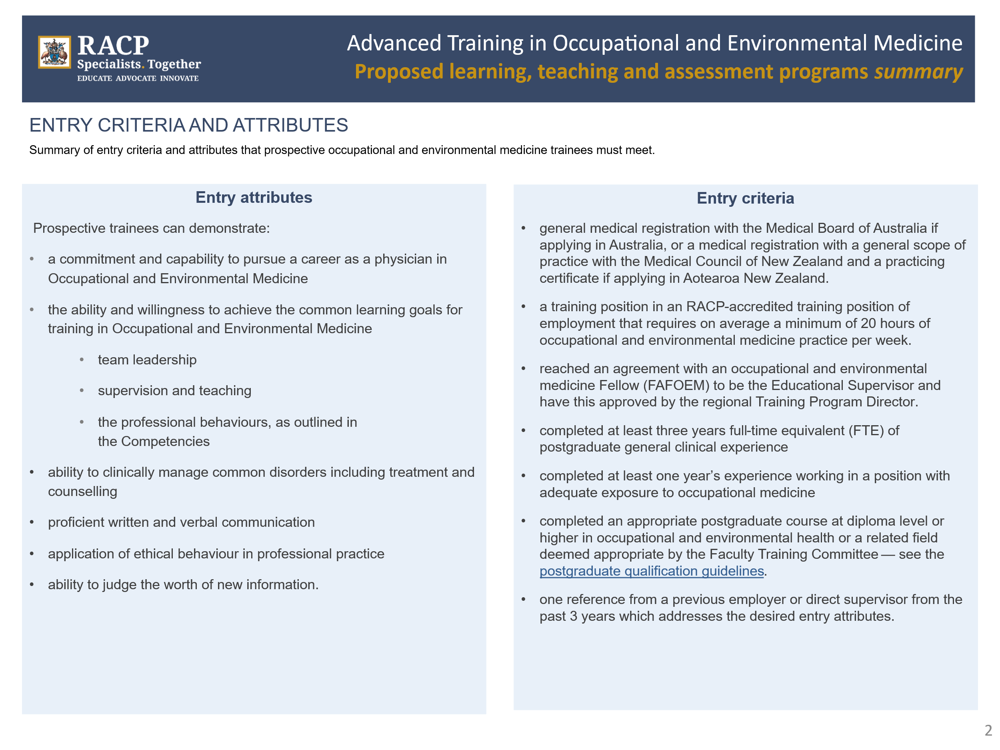 RACP
Specialists. Together
EDUCATE ADVOCATE INNOVATE
Advanced Training in Occupational and Environmental Medicine
Proposed learning, teaching and assessment programs summary
ENTRY CRITERIA AND ATTRIBUTES
Summary of entry criteria and attributes that prospective occupational and environmental medicine trainees must meet.
Entry attributes
Prospective trainees can demonstrate:
• a commitment and capability to pursue a career as a physician in
Occupational and Environmental Medicine
• the ability and willingness to achieve the common learning goals for
training in Occupational and Environmental Medicine
• team leadership
• supervision and teaching
• the professional behaviours, as outlined in
the Competencies
• ability to clinically manage common disorders including treatment and
counselling
• proficient written and verbal communication
• application of ethical behaviour in professional practice
• ability to judge the worth of new information.
Entry criteria
• general medical registration with the Medical Board of Australia if
applying in Australia, or a medical registration with a general scope of
practice with the Medical Council of New Zealand and a practicing
certificate if applying in Aotearoa New Zealand.
• a training position in an RACP-accredited training position of
employment that requires on average a minimum of 20 hours of
occupational and environmental medicine practice per week.
• reached an agreement with an occupational and environmental
medicine Fellow (FAFOEM) to be the Educational Supervisor and
have this approved by the regional Training Program Director.
• completed at least three years full-time equivalent (FTE) of
postgraduate general clinical experience
• completed at least one year’s experience working in a position with
adequate exposure to occupational medicine
• completed an appropriate postgraduate course at diploma level or
higher in occupational and environmental health or a related field
deemed appropriate by the Faculty Training Committee — see the
postgraduate qualification guidelines.
• one reference from a previous employer or direct supervisor from the
past 3 years which addresses the desired entry attributes.
2